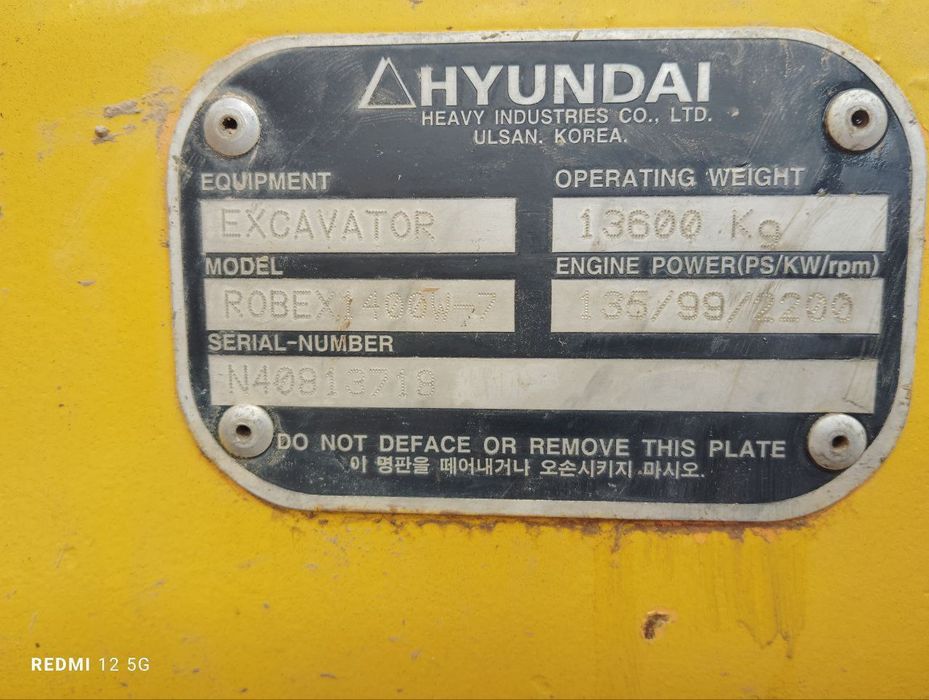 HYUNDAI
HEAVY INDUSTRIES CO., LTD.
ULSAN. KOREA.
EQUIPMENT OPERATING WEIGHT
EXCAVATOR 13600 Kg
MODEL ENGINE POWER(PS/KW/rpm)
ROBEX1400W-7 135/99/2200
SERIAL-NUMBER
N40813718
DO NOT DEFACE OR REMOVE THIS PLATE
이 명판을 떼어내거나 오손시키지 마시오.
REDMI 12 5G